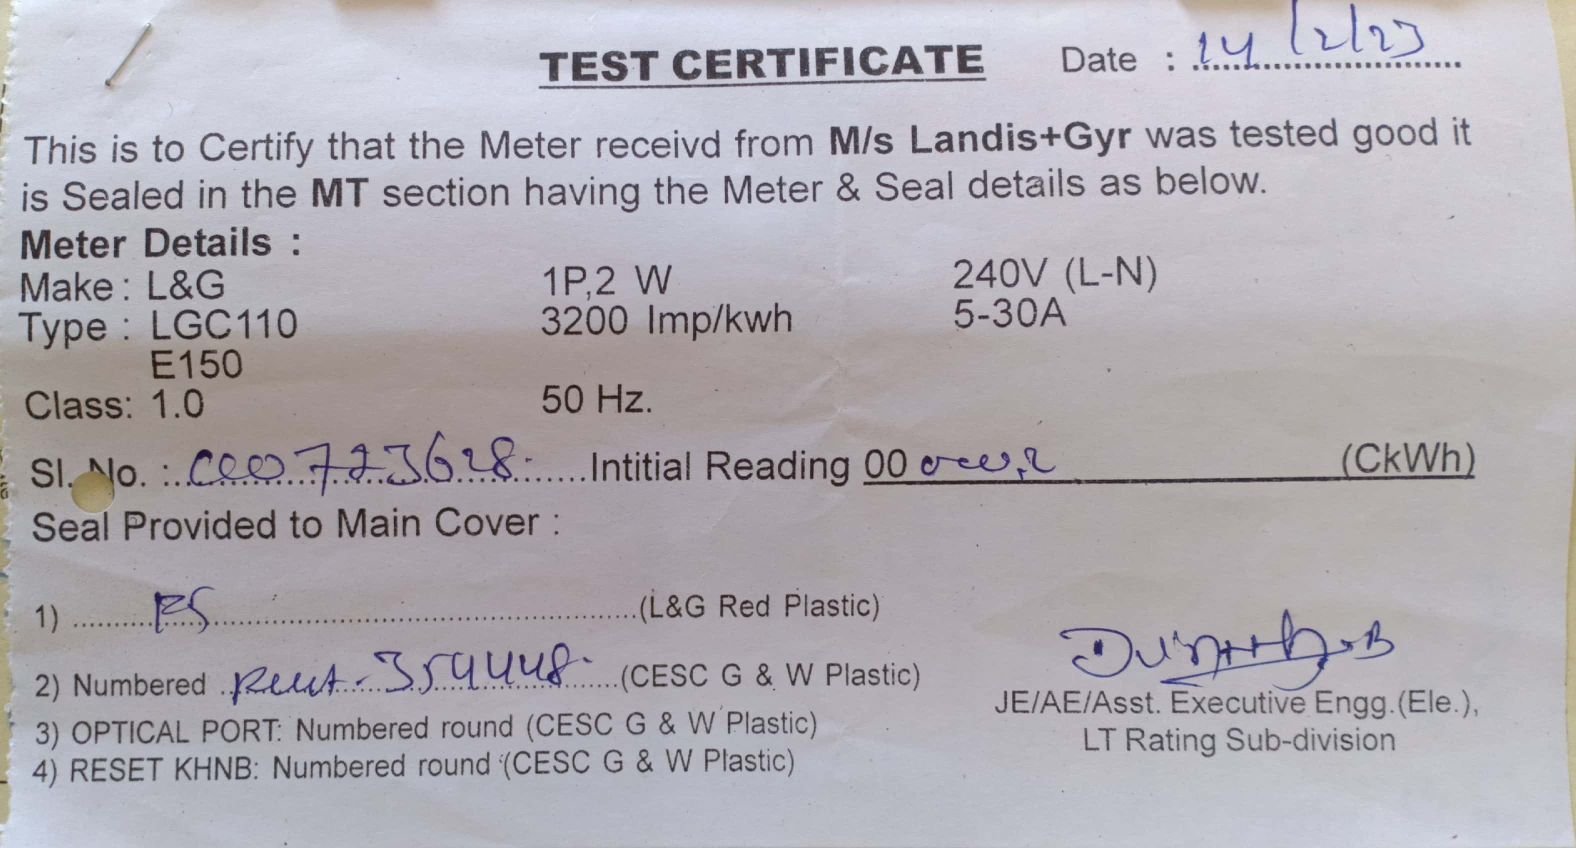 TEST CERTIFICATE Date : 14/2/23
This is to Certify that the Meter receivd from M/s Landis+Gyr was tested good it
is Sealed in the MT section having the Meter & Seal details as below.
Meter Details :
Make : L&G 1P,2 W 240V (L-N)
Type : LGC110 3200 Imp/kwh 5-30A
E150
Class: 1.0 50 Hz.
Sl. No. : Intitial Reading 00 (CkWh)
Seal Provided to Main Cover :
1) (L&G Red Plastic)
2) Numbered 354448 (CESC G & W Plastic)
3) OPTICAL PORT: Numbered round (CESC G & W Plastic)
4) RESET KHNB: Numbered round (CESC G & W Plastic)
JE/AE/Asst. Executive Engg.(Ele.),
LT Rating Sub-division